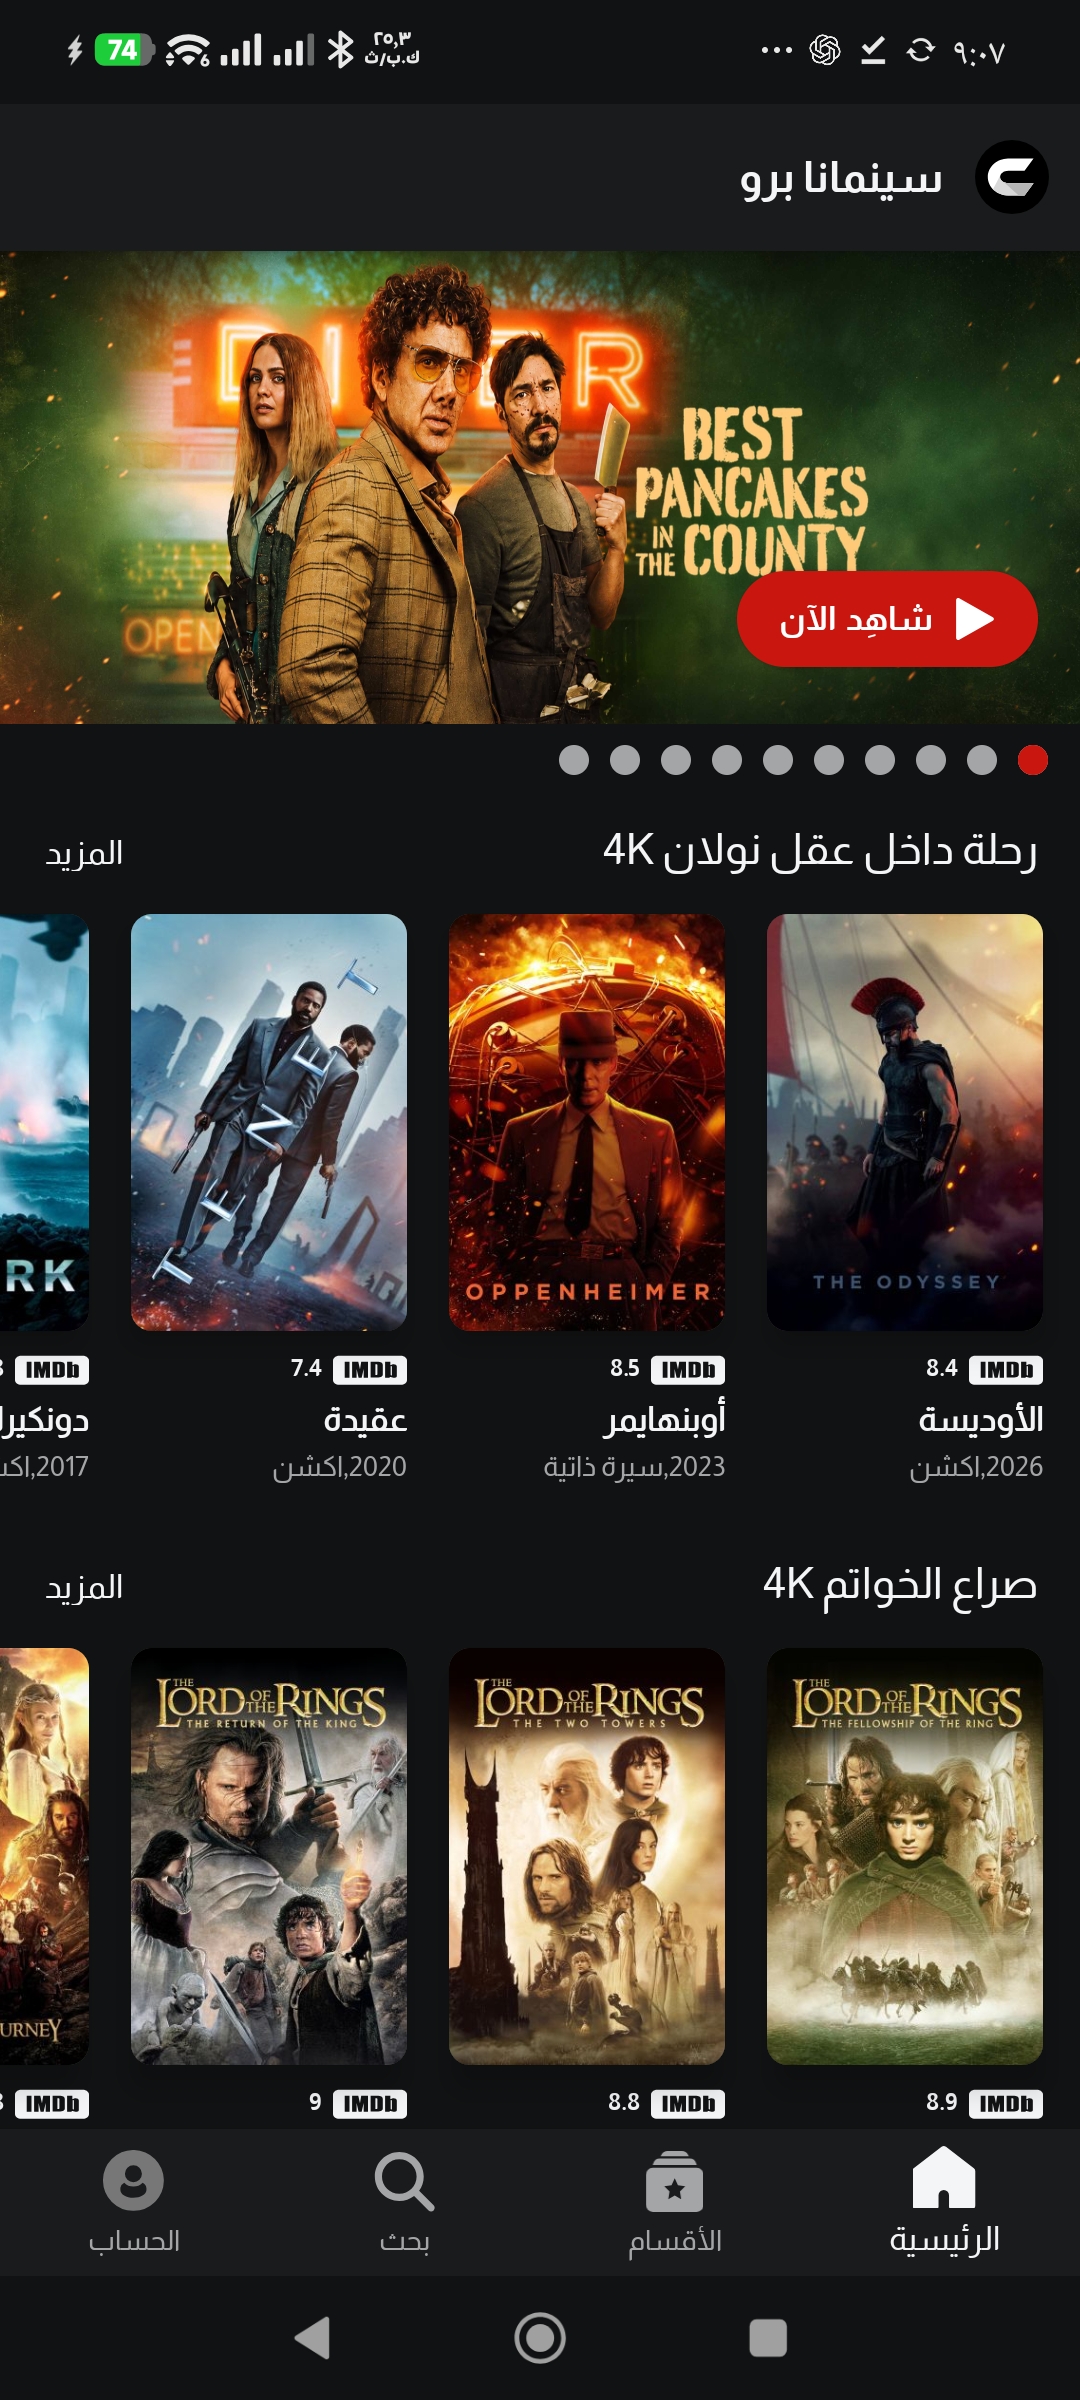 74
٢٥,٣
ك.ب/ث
٩:٠٧
سينمانا برو
DINER
OPEN
BEST
PANCAKES
IN THE COUNTY
شاهِد الآن
رحلة داخل عقل نولان 4K
المزيد
THE ODYSSEY
OPPENHEIMER
TENET
RK
IMDb 8.4
IMDb 8.5
IMDb 7.4
IMDb
الأوديسة
أوبنهايمر
عقيدة
دونكيرك
2026,اكشن
2023,سيرة ذاتية
2020,اكشن
2017,اكش
صراع الخواتم 4K
المزيد
THE LORD OF THE RINGS
THE FELLOWSHIP OF THE RING
THE LORD OF THE RINGS
THE TWO TOWERS
THE LORD OF THE RINGS
THE RETURN OF THE KING
URNEY
IMDb 8.9
IMDb 8.8
IMDb 9
IMDb
الرئيسية
الأقسام
بحث
الحساب